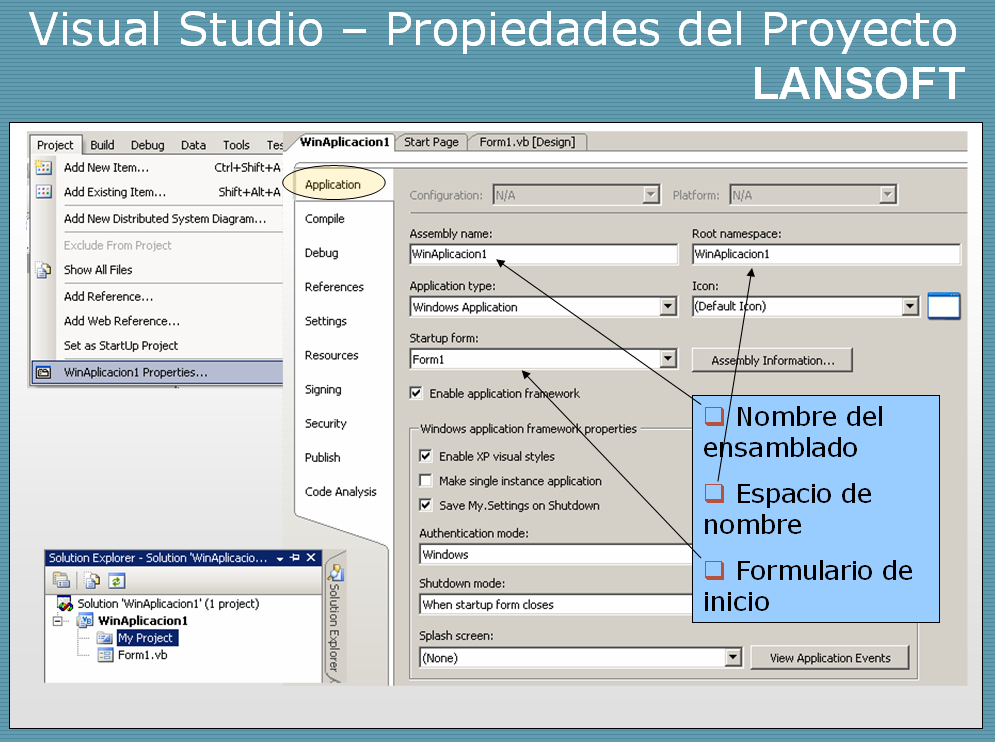 Visual Studio – Propiedades del Proyecto
LANSOFT
Project Build Debug Data Tools Tes
Add New Item... Ctrl+Shift+A
Add Existing Item... Shift+Alt+A
Add New Distributed System Diagram...
Exclude From Project
Show All Files
Add Reference...
Add Web Reference...
Set as StartUp Project
WinAplicacion1 Properties...
WinAplicacion1 Start Page Form1.vb [Design]
Application
Compile
Debug
References
Settings
Resources
Signing
Security
Publish
Code Analysis
Configuration: N/A Platform: N/A
Assembly name: Root namespace:
WinAplicacion1 WinAplicacion1
Application type: Icon:
Windows Application (Default Icon)
Startup form:
Form1 Assembly Information...
Enable application framework
Windows application framework properties
Enable XP visual styles
Make single instance application
Save My.Settings on Shutdown
Authentication mode:
Windows
Shutdown mode:
When startup form closes
Splash screen:
(None) View Application Events
Nombre del
ensamblado
Espacio de
nombre
Formulario de
inicio
Solution Explorer - Solution 'WinAplicacio...
Solution 'WinAplicacion1' (1 project)
WinAplicacion1
My Project
Form1.vb
Solution Explorer